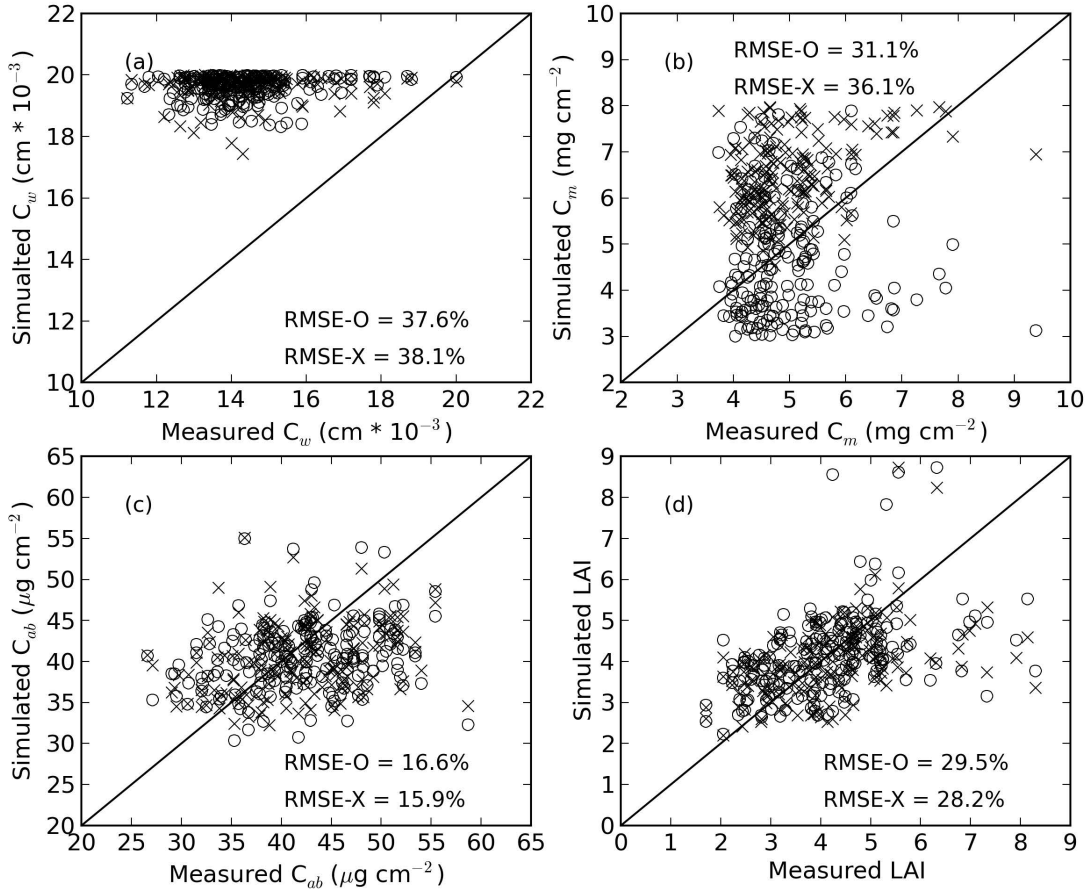 22
20
18
16
14
12
10
Simualted C_w (cm * 10^-3)
(a)
RMSE-O = 37.6%
RMSE-X = 38.1%
10 12 14 16 18 20 22
Measured C_w (cm * 10^-3)
10
9
8
7
6
5
4
3
2
Simulated C_m (mg cm^-2)
(b)
RMSE-O = 31.1%
RMSE-X = 36.1%
2 3 4 5 6 7 8 9 10
Measured C_m (mg cm^-2)
65
60
55
50
45
40
35
30
25
20
Simulated C_ab (μg cm^-2)
(c)
RMSE-O = 16.6%
RMSE-X = 15.9%
20 25 30 35 40 45 50 55 60 65
Measured C_ab (μg cm^-2)
9
8
7
6
5
4
3
2
1
0
Simulated LAI
(d)
RMSE-O = 29.5%
RMSE-X = 28.2%
0 1 2 3 4 5 6 7 8 9
Measured LAI